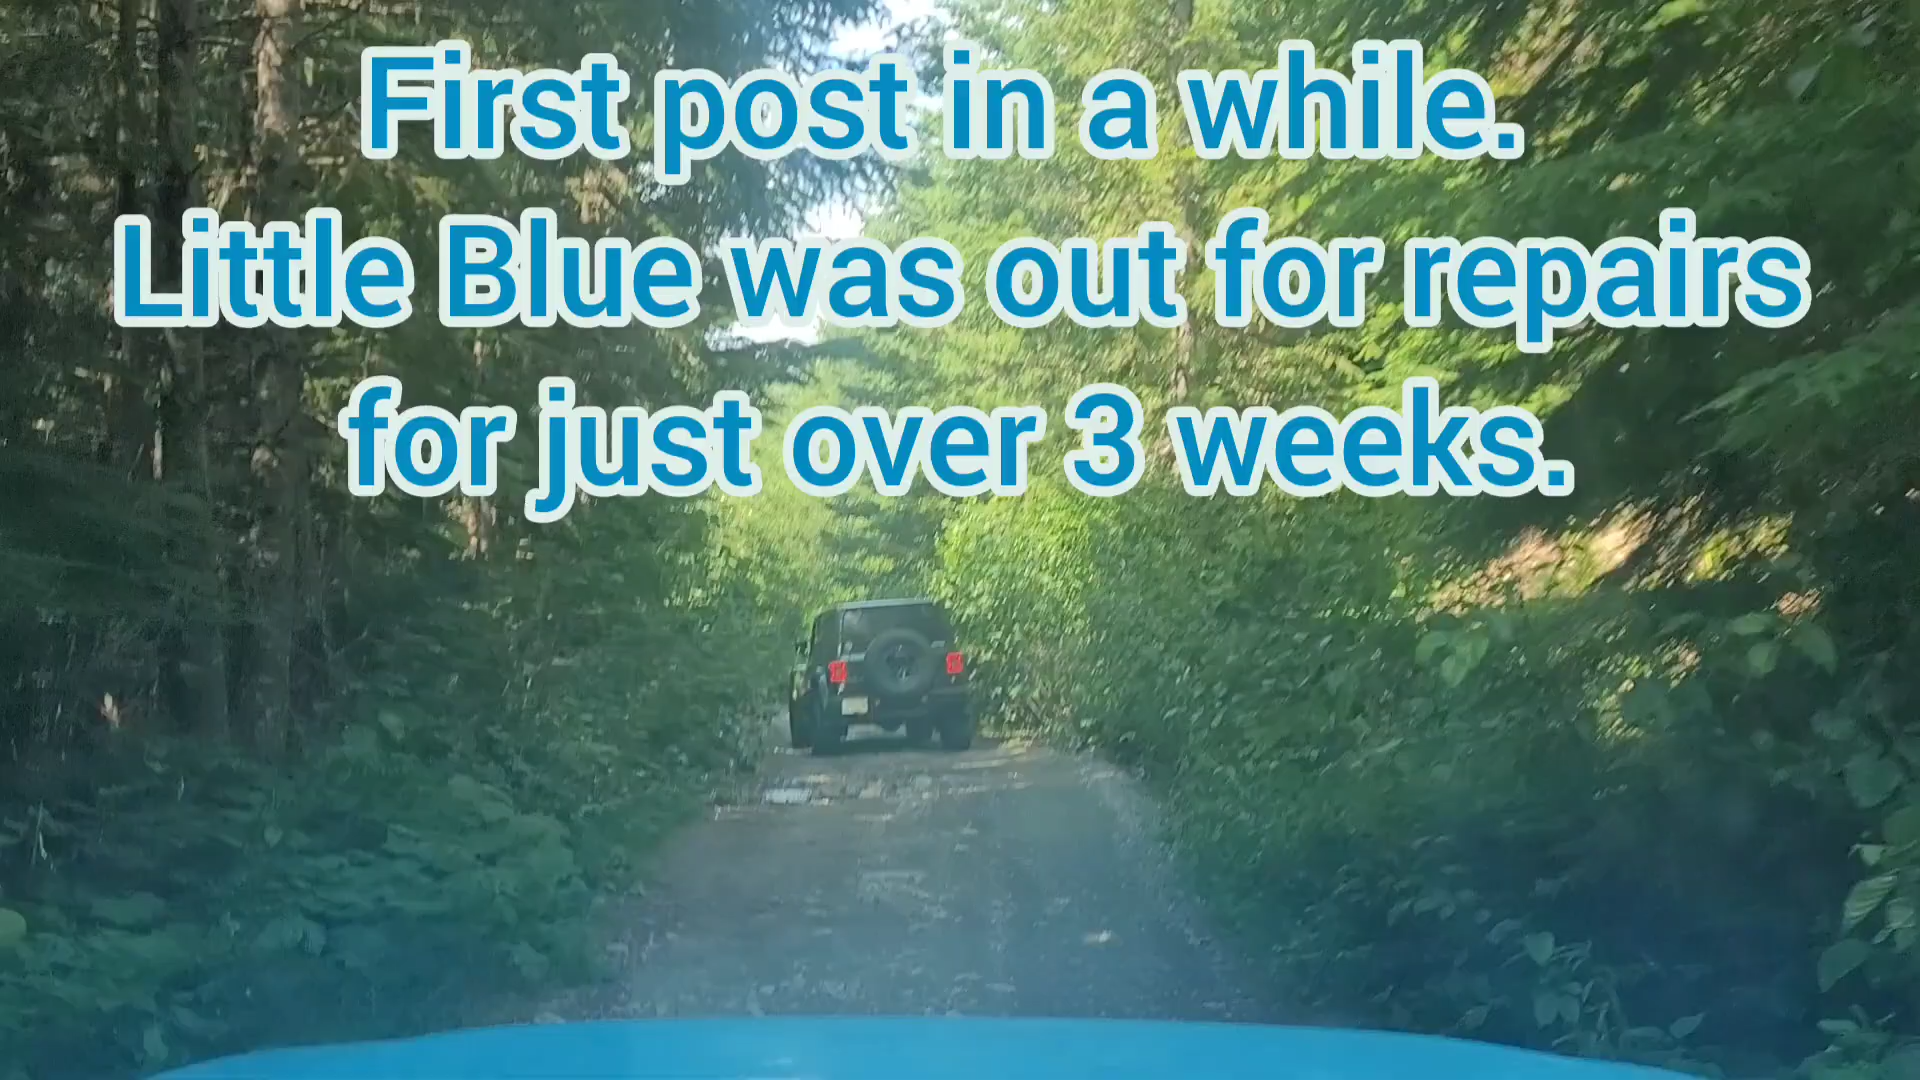 First post in a while.
Little Blue was out for repairs
for just over 3 weeks.